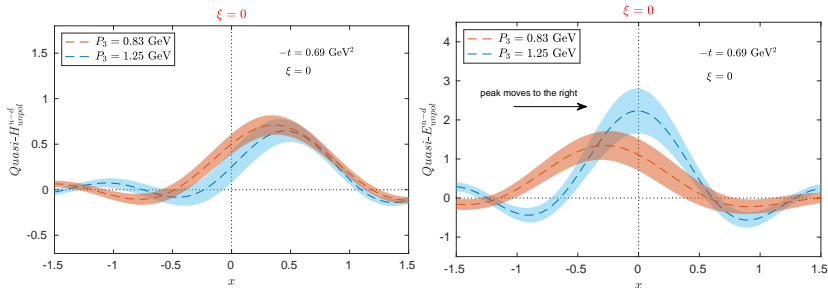 ξ = 0
P₃ = 0.83 GeV
P₃ = 1.25 GeV
−t = 0.69 GeV²
ξ = 0
Quasi-H^{u−d}_{unpol}
1.5
1
0.5
0
-0.5
-1.5 -1 -0.5 0 0.5 1 1.5
x
ξ = 0
P₃ = 0.83 GeV
P₃ = 1.25 GeV
−t = 0.69 GeV²
ξ = 0
peak moves to the right
Quasi-E^{u−d}_{unpol}
4
3
2
1
0
-1
-1.5 -1 -0.5 0 0.5 1 1.5
x